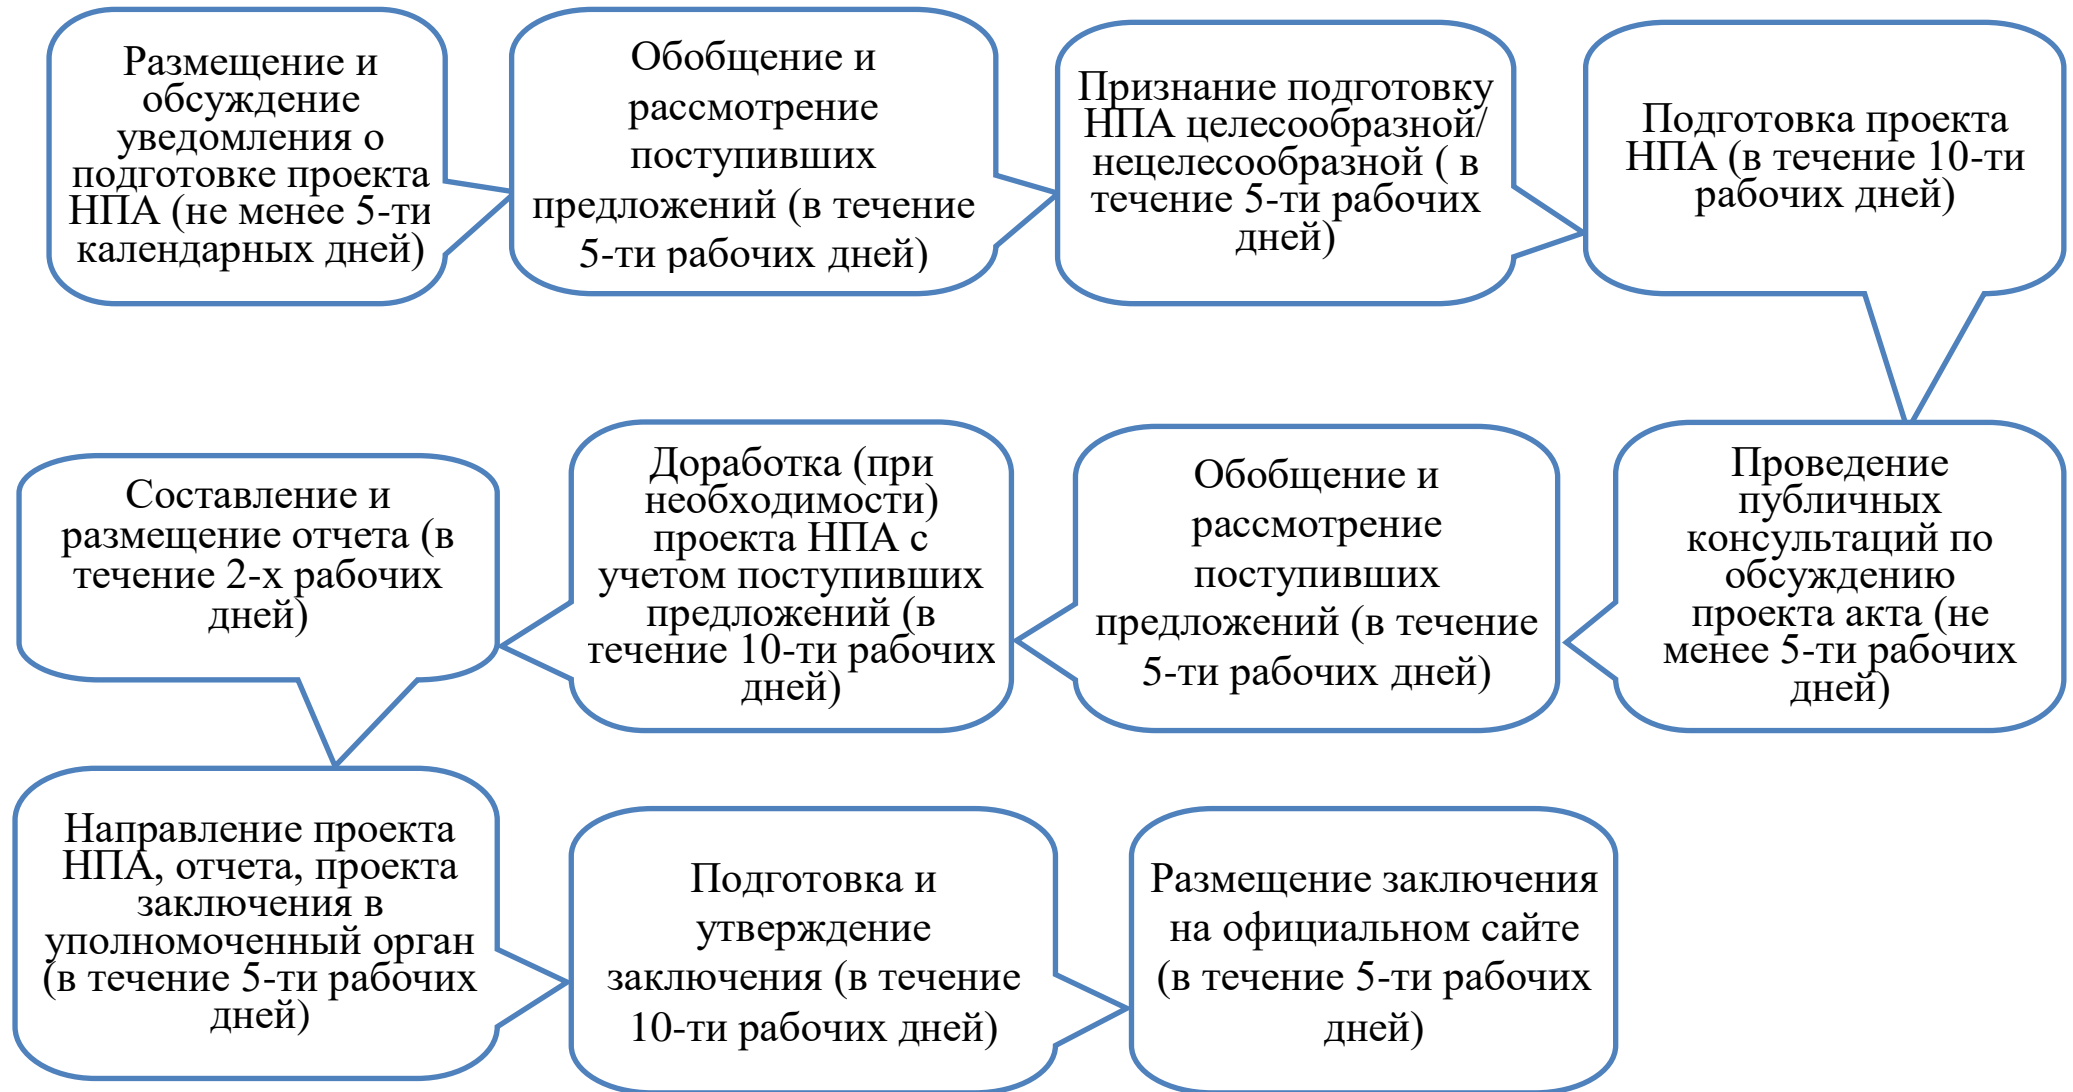 Размещение и
обсуждение
уведомления о
подготовке проекта
НПА (не менее 5-ти
календарных дней)
Обобщение и
рассмотрение
поступивших
предложений (в течение
5-ти рабочих дней)
Признание подготовку
НПА целесообразной/
нецелесообразной ( в
течение 5-ти рабочих
дней)
Подготовка проекта
НПА (в течение 10-ти
рабочих дней)
Проведение
публичных
консультаций по
обсуждению
проекта акта (не
менее 5-ти рабочих
дней)
Обобщение и
рассмотрение
поступивших
предложений (в течение
5-ти рабочих дней)
Доработка (при
необходимости)
проекта НПА с
учетом поступивших
предложений (в
течение 10-ти рабочих
дней)
Составление и
размещение отчета (в
течение 2-х рабочих
дней)
Направление проекта
НПА, отчета, проекта
заключения в
уполномоченный орган
(в течение 5-ти рабочих
дней)
Подготовка и
утверждение
заключения (в течение
10-ти рабочих дней)
Размещение заключения
на официальном сайте
(в течение 5-ти рабочих
дней)